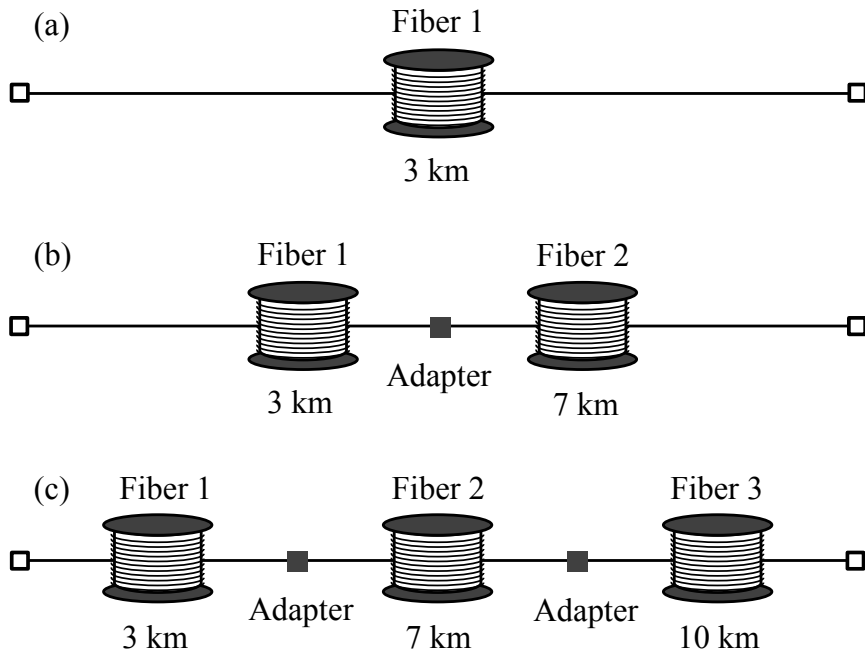 (a)
Fiber 1
3 km
(b)
Fiber 1
Fiber 2
Adapter
3 km
7 km
(c)
Fiber 1
Fiber 2
Fiber 3
Adapter
Adapter
3 km
7 km
10 km